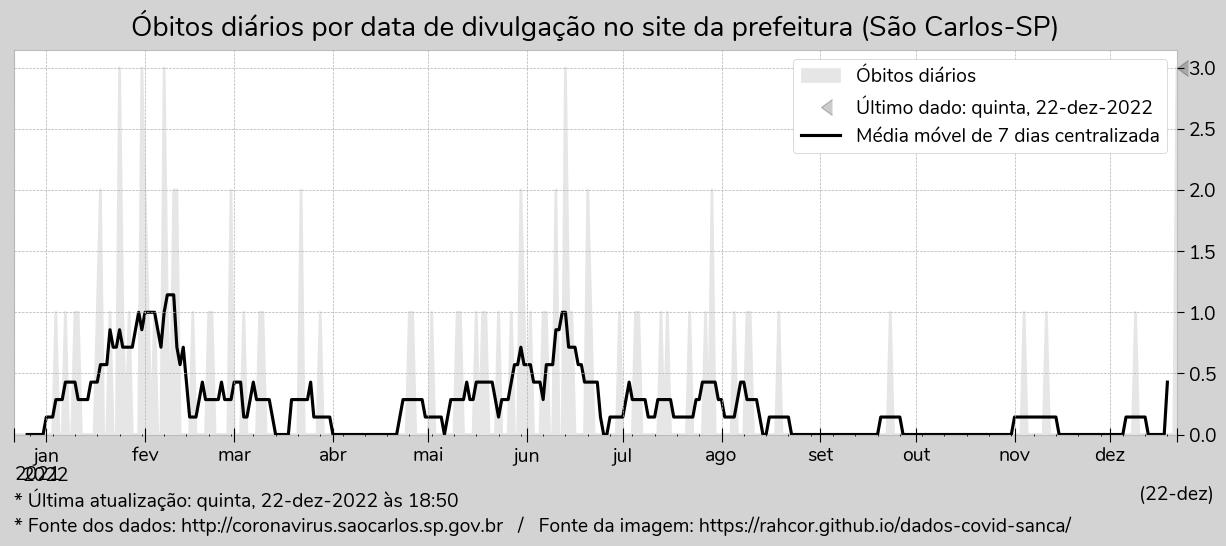 Óbitos diários por data de divulgação no site da prefeitura (São Carlos-SP)
Óbitos diários
Último dado: quinta, 22-dez-2022
Média móvel de 7 dias centralizada
3.0
2.5
2.0
1.5
1.0
0.5
0.0
jan fev mar abr mai jun jul ago set out nov dez
2021 2022
(22-dez)
* Última atualização: quinta, 22-dez-2022 às 18:50
* Fonte dos dados: http://coronavirus.saocarlos.sp.gov.br / Fonte da imagem: https://rahcor.github.io/dados-covid-sanca/